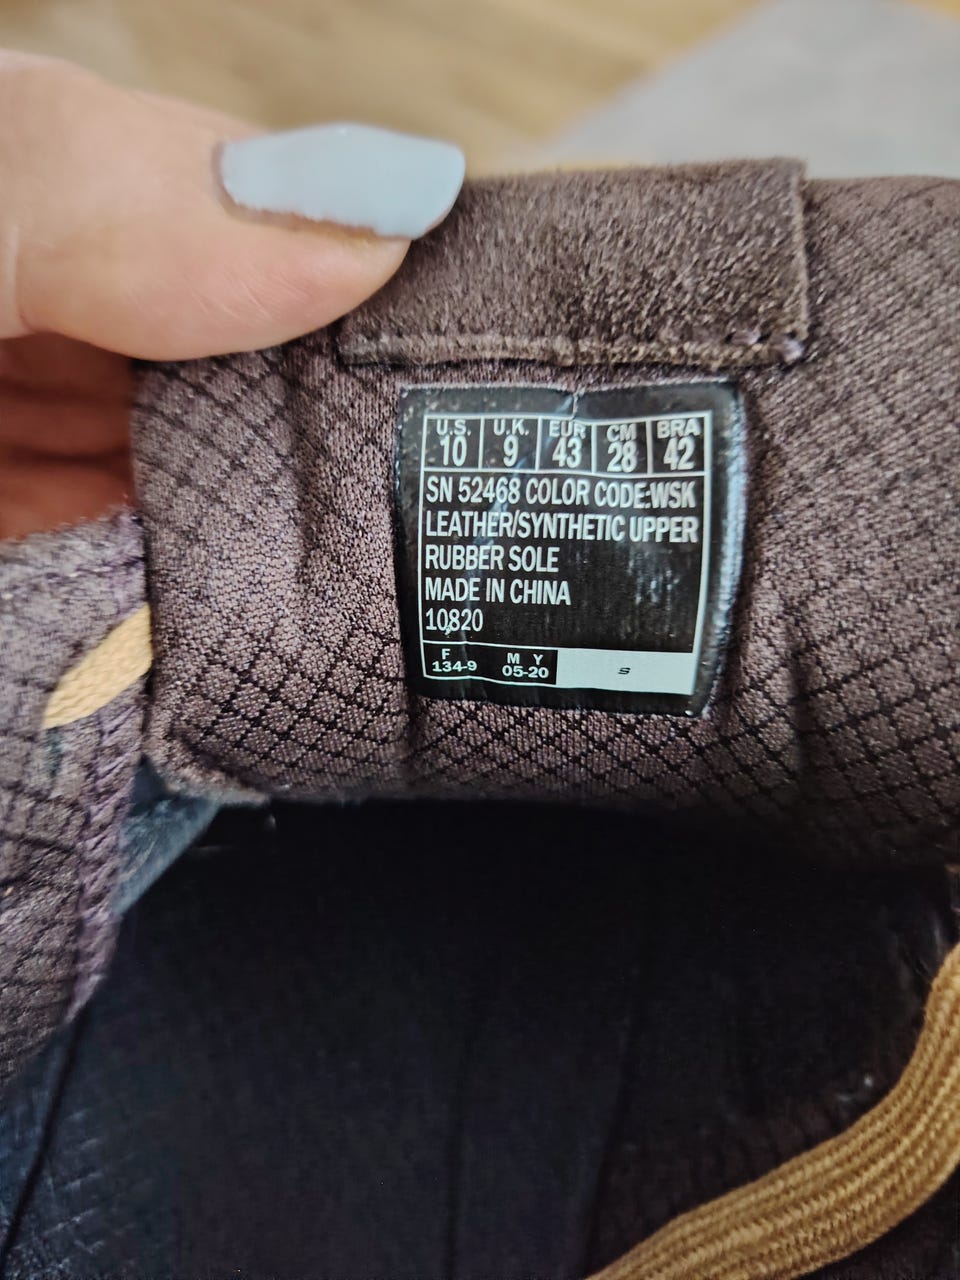 U.S. U.K. EUR CM BRA
10 9 43 28 42
SN 52468 COLOR CODE:WSK
LEATHER/SYNTHETIC UPPER
RUBBER SOLE
MADE IN CHINA
10820
F M Y
134-9 05-20
S